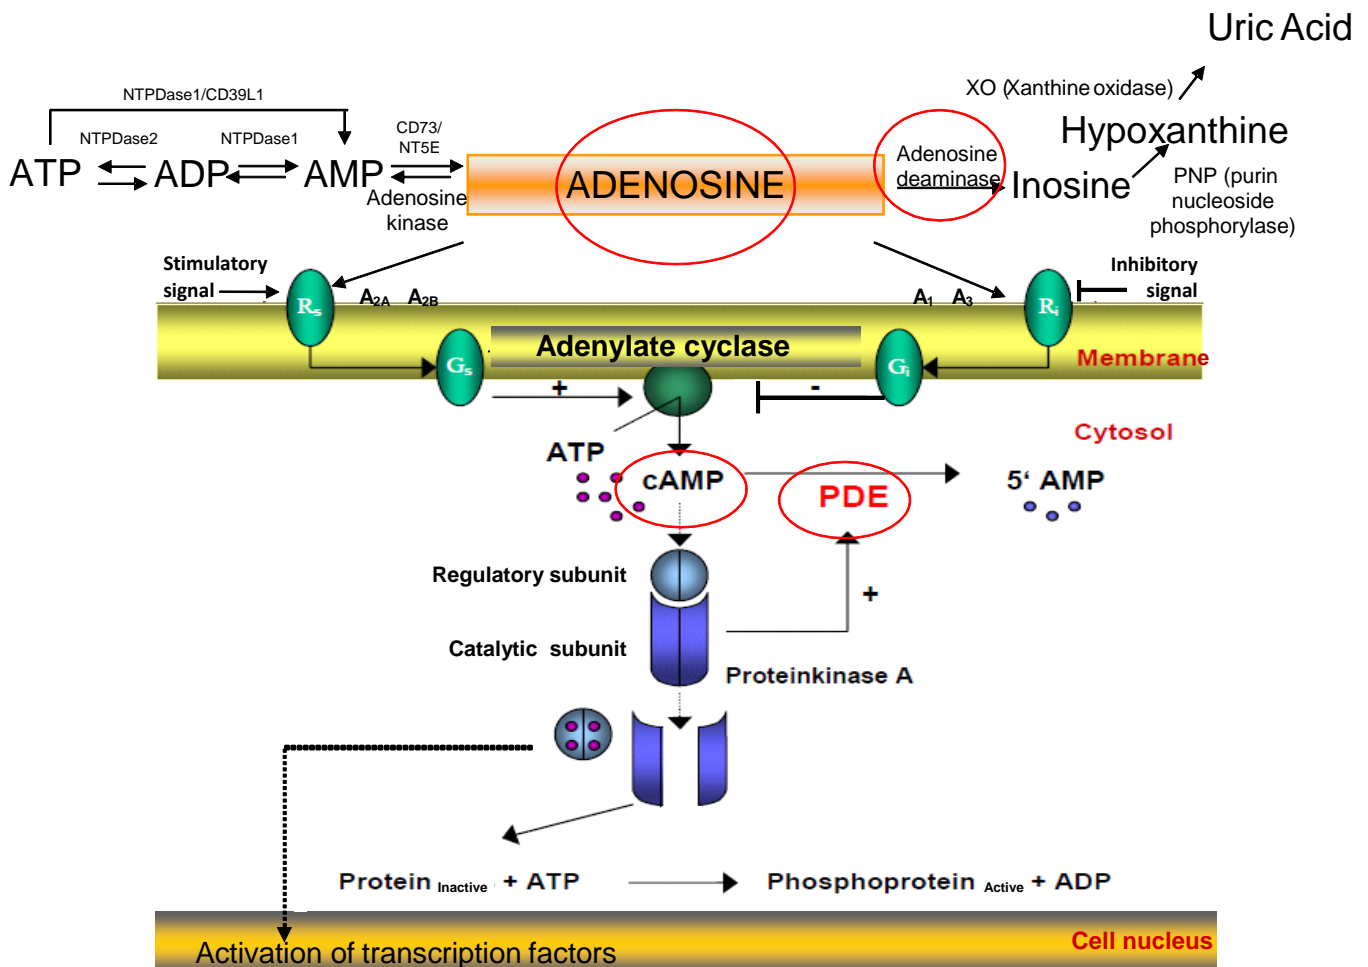 Uric Acid
XO (Xanthine oxidase)
NTPDase1/CD39L1
Hypoxanthine
NTPDase2
NTPDase1
CD73/
NT5E
ATP
ADP
AMP
Adenosine
kinase
ADENOSINE
Adenosine
deaminase
Inosine
PNP (purin
nucleoside
phosphorylase)
Stimulatory
signal
Rs
A2A
A2B
A1
A3
Ri
Inhibitory
signal
Gs
Adenylate cyclase
Gi
Membrane
+
-
Cytosol
ATP
cAMP
PDE
5‘ AMP
Regulatory subunit
+
Catalytic subunit
Proteinkinase A
Protein Inactive + ATP
Phosphoprotein Active + ADP
Cell nucleus
Activation of transcription factors